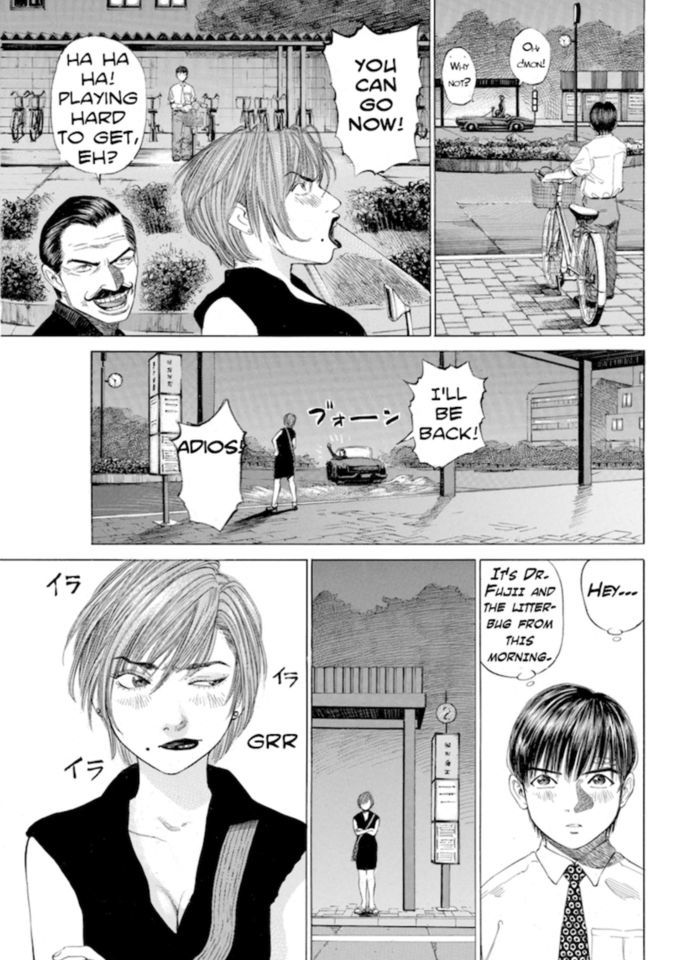 OH
C'MON!
WHY
NOT?
YOU
CAN
GO
NOW!
HA HA
HA!
PLAYING
HARD
TO GET,
EH?
I'LL
BE
BACK!
ブォーン
ADIOS!
HEY...
IT'S DR.
FUJII AND
THE LITTER-
BUG FROM
THIS
MORNING.
2
イラ
イラ
GRR
イラ